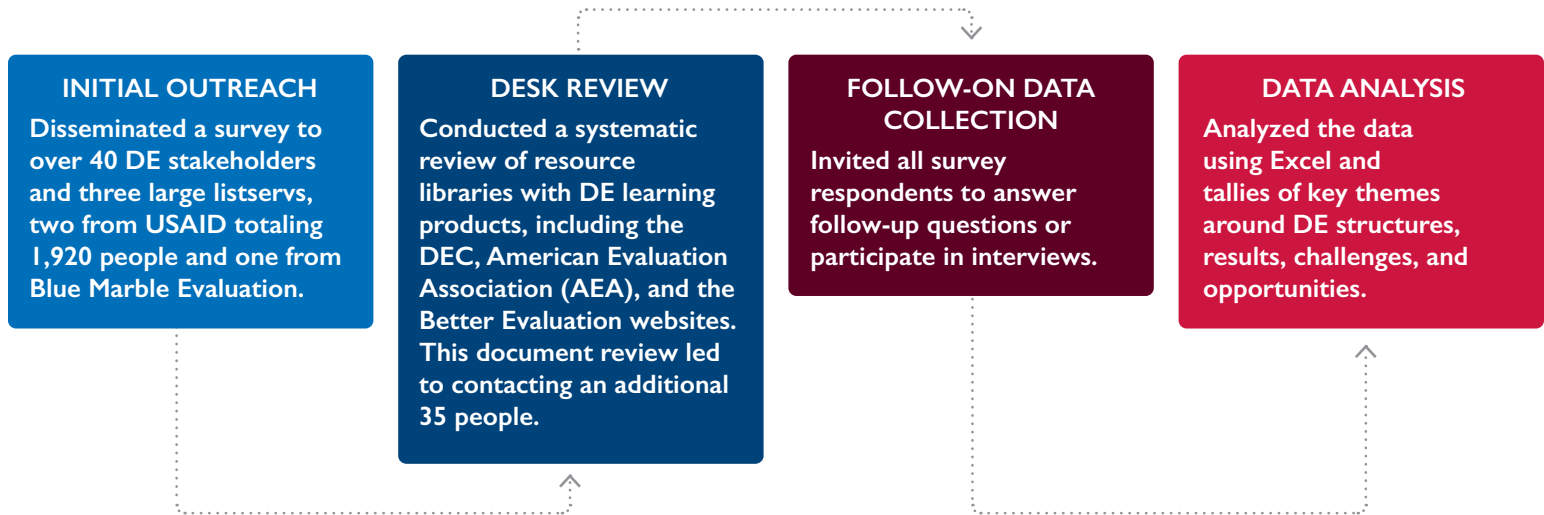 INITIAL OUTREACH
Disseminated a survey to
over 40 DE stakeholders
and three large listservs,
two from USAID totaling
1,920 people and one from
Blue Marble Evaluation.
DESK REVIEW
Conducted a systematic
review of resource
libraries with DE learning
products, including the
DEC, American Evaluation
Association (AEA), and the
Better Evaluation websites.
This document review led
to contacting an additional
35 people.
FOLLOW-ON DATA
COLLECTION
Invited all survey
respondents to answer
follow-up questions or
participate in interviews.
DATA ANALYSIS
Analyzed the data
using Excel and
tallies of key themes
around DE structures,
results, challenges, and
opportunities.